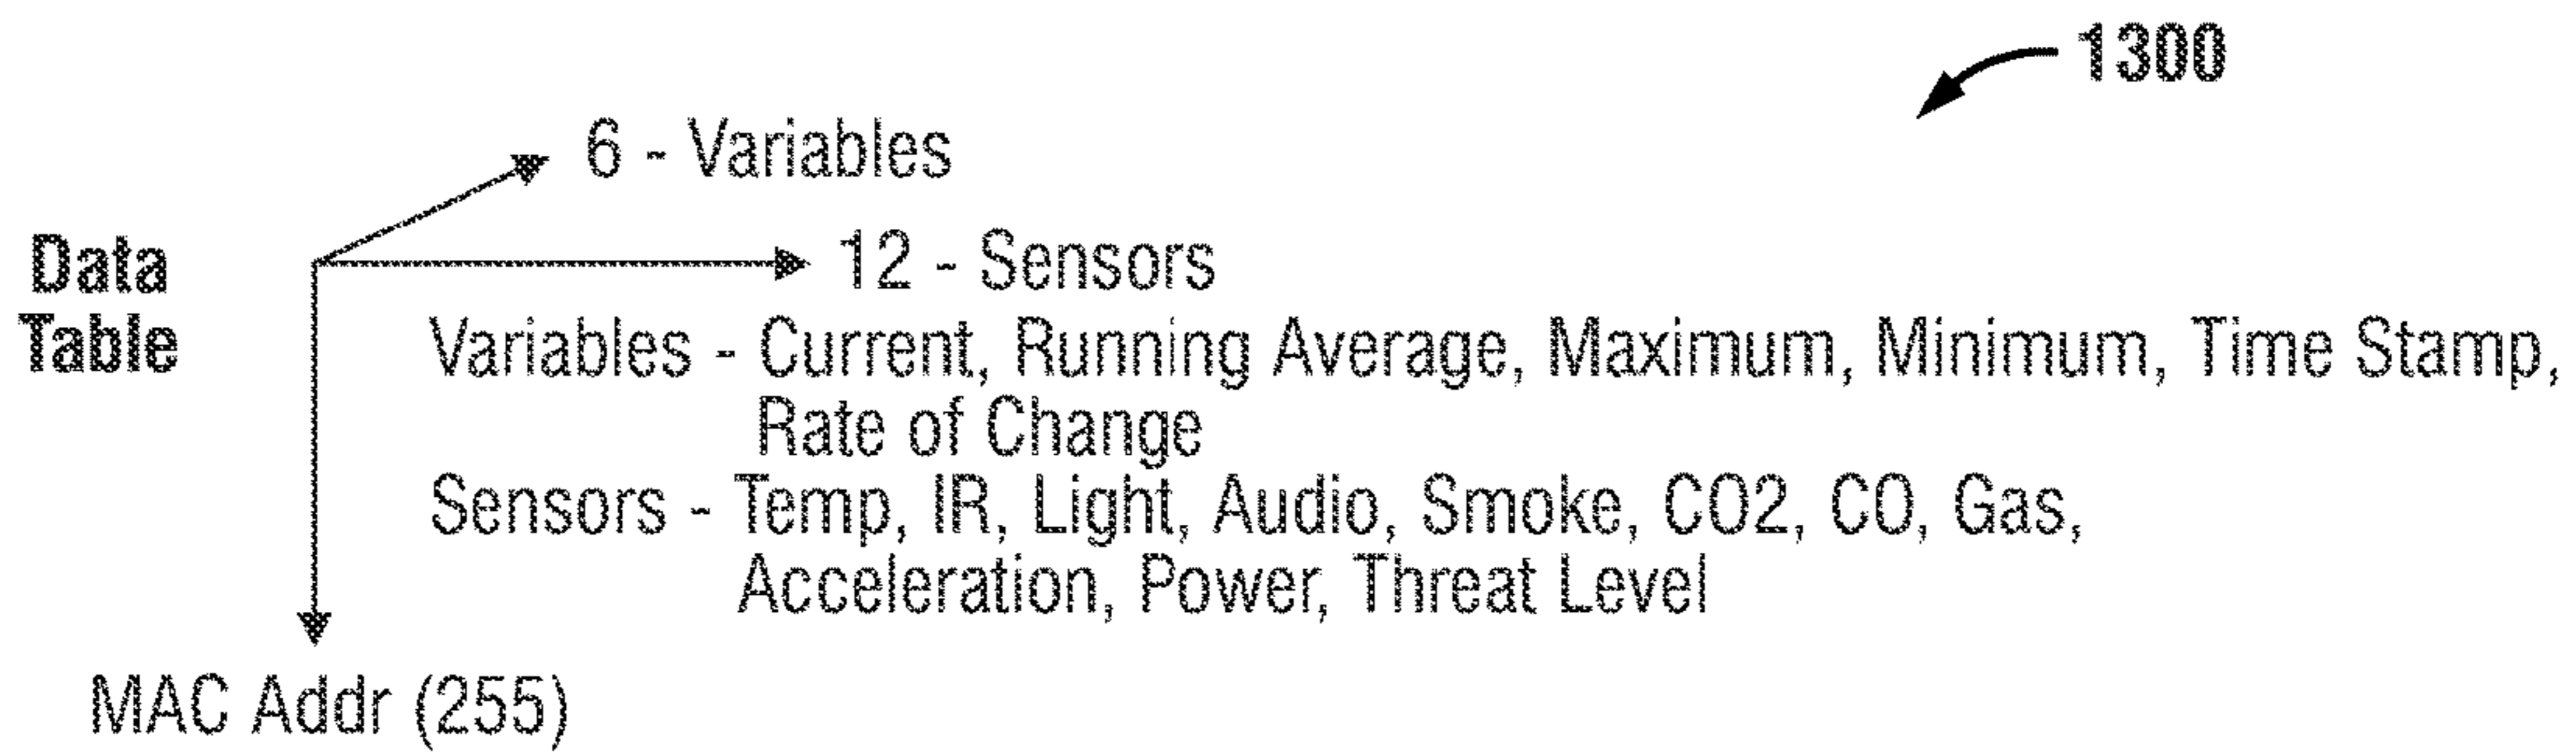 1300
6 - Variables
12 - Sensors
Data
Table
Variables - Current, Running Average, Maximum, Minimum, Time Stamp,
Rate of Change
Sensors - Temp, IR, Light, Audio, Smoke, CO2, CO, Gas,
Acceleration, Power, Threat Level
MAC Addr (255)